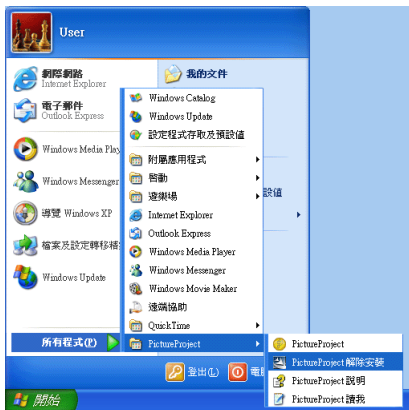 User
網際網路
Internet Explorer
電子郵件
Outlook Express
Windows Media Play
Windows Messenger
導覽 Windows XP
檔案及設定轉移精
Windows Update
所有程式(P)
我的文件
設值
Windows Catalog
Windows Update
設定程式存取及預設值
附屬應用程式
啟動
遊樂場
Internet Explorer
Outlook Express
Windows Media Player
Windows Messenger
Windows Movie Maker
遠端協助
QuickTime
PictureProject
PictureProject
PictureProject 解除安裝
PictureProject 說明
PictureProject 讀我
登出(L)
電
開始